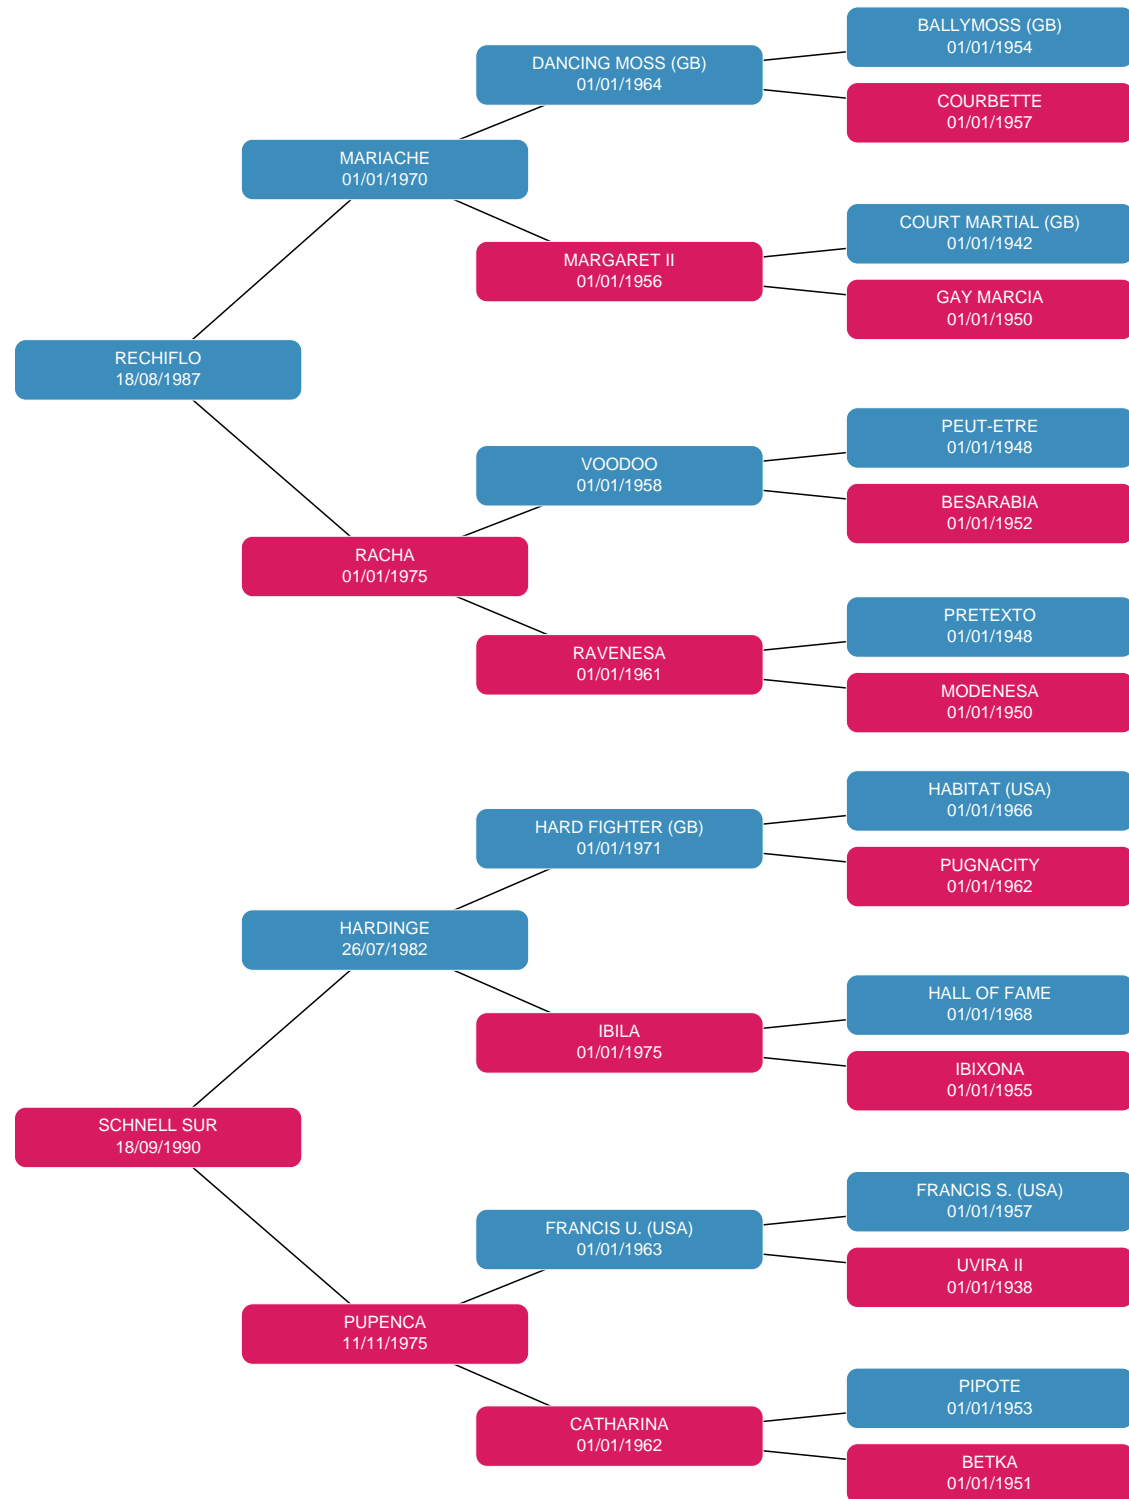 BALLYMOSS (GB)
01/01/1954
DANCING MOSS (GB)
01/01/1964
COURBETTE
01/01/1957
MARIACHE
01/01/1970
COURT MARTIAL (GB)
01/01/1942
MARGARET II
01/01/1956
GAY MARCIA
01/01/1950
RECHIFLO
18/08/1987
PEUT-ETRE
01/01/1948
VOODOO
01/01/1958
BESARABIA
01/01/1952
RACHA
01/01/1975
PRETEXTO
01/01/1948
RAVENESA
01/01/1961
MODENESA
01/01/1950
HABITAT (USA)
01/01/1966
HARD FIGHTER (GB)
01/01/1971
PUGNACITY
01/01/1962
HARDINGE
26/07/1982
HALL OF FAME
01/01/1968
IBILA
01/01/1975
IBIXONA
01/01/1955
SCHNELL SUR
18/09/1990
FRANCIS S. (USA)
01/01/1957
FRANCIS U. (USA)
01/01/1963
UVIRA II
01/01/1938
PUPENCA
11/11/1975
PIPOTE
01/01/1953
CATHARINA
01/01/1962
BETKA
01/01/1951